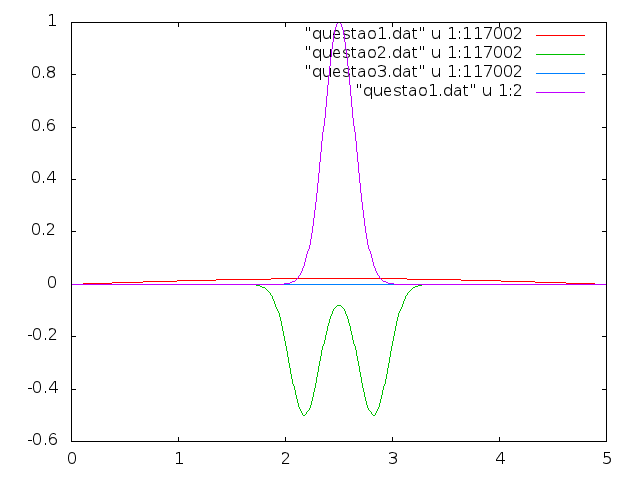 "questao1.dat" u 1:117002
"questao2.dat" u 1:117002
"questao3.dat" u 1:117002
"questao1.dat" u 1:2
1
0.8
0.6
0.4
0.2
0
-0.2
-0.4
-0.6
0 1 2 3 4 5